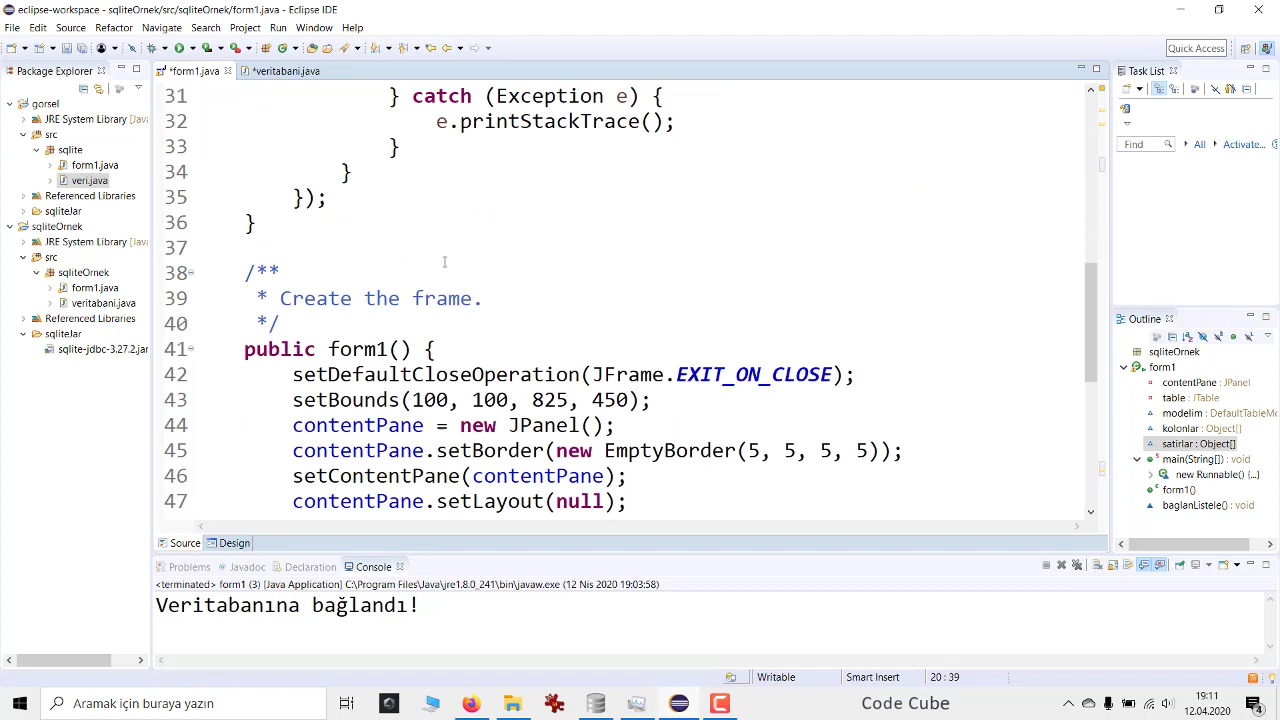 eclipse-workspace - sqliteOrnek/src/sqliteOrnek/form1.java - Eclipse IDE
File Edit Source Refactor Navigate Search Project Run Window Help
Quick Access
Package Explorer
*form1.java
*veritabani.java
Task List
gorsel
JRE System Library [Java
src
sqlite
form1.java
veri.java
Referenced Libraries
sqliteJar
sqliteOrnek
JRE System Library [Java
src
sqliteOrnek
form1.java
veritabani.java
Referenced Libraries
sqliteJar
sqlite-jdbc-3.27.2.jar
31 } catch (Exception e) {
32 e.printStackTrace();
33 }
34 }
35 });
36 }
37
38 /**
39 * Create the frame.
40 */
41 public form1() {
42 setDefaultCloseOperation(JFrame.EXIT_ON_CLOSE);
43 setBounds(100, 100, 825, 450);
44 contentPane = new JPanel();
45 contentPane.setBorder(new EmptyBorder(5, 5, 5, 5));
46 setContentPane(contentPane);
47 contentPane.setLayout(null);
Source Design
Find All Activate...
Outline
sqliteOrnek
form1
contentPane : JPanel
table : JTable
modelim : DefaultTableMo
kolonlar : Object[]
satirlar : Object[]
main(String[]) : void
new Runnable() {...}
form1()
baglanListele() : void
Problems Javadoc Declaration Console
<terminated> form1 (3) [Java Application] C:\Program Files\Java\jre1.8.0_241\bin\javaw.exe (12 Nis 2020 19:03:58)
Veritabanına bağlandı!
Writable Smart Insert 20 : 39
Aramak için buraya yazın
Code Cube
19:11
12.04.2020
4